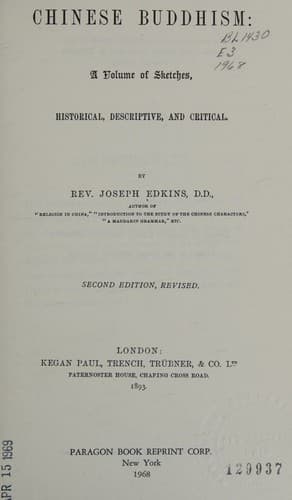 CHINESE BUDDHISM:
BL1430
E3
1968
A Volume of Sketches,
HISTORICAL, DESCRIPTIVE, AND CRITICAL.
BY
REV. JOSEPH EDKINS, D.D.,
AUTHOR OF
"RELIGION IN CHINA," "INTRODUCTION TO THE STUDY OF THE CHINESE CHARACTERS,"
"A MANDARIN GRAMMAR," ETC.
SECOND EDITION, REVISED.
LONDON:
KEGAN PAUL, TRENCH, TRÜBNER, & CO. Ltd
PATERNOSTER HOUSE, CHARING CROSS ROAD.
1893.
PARAGON BOOK REPRINT CORP.
New York
1968
129937
APR 15 1969